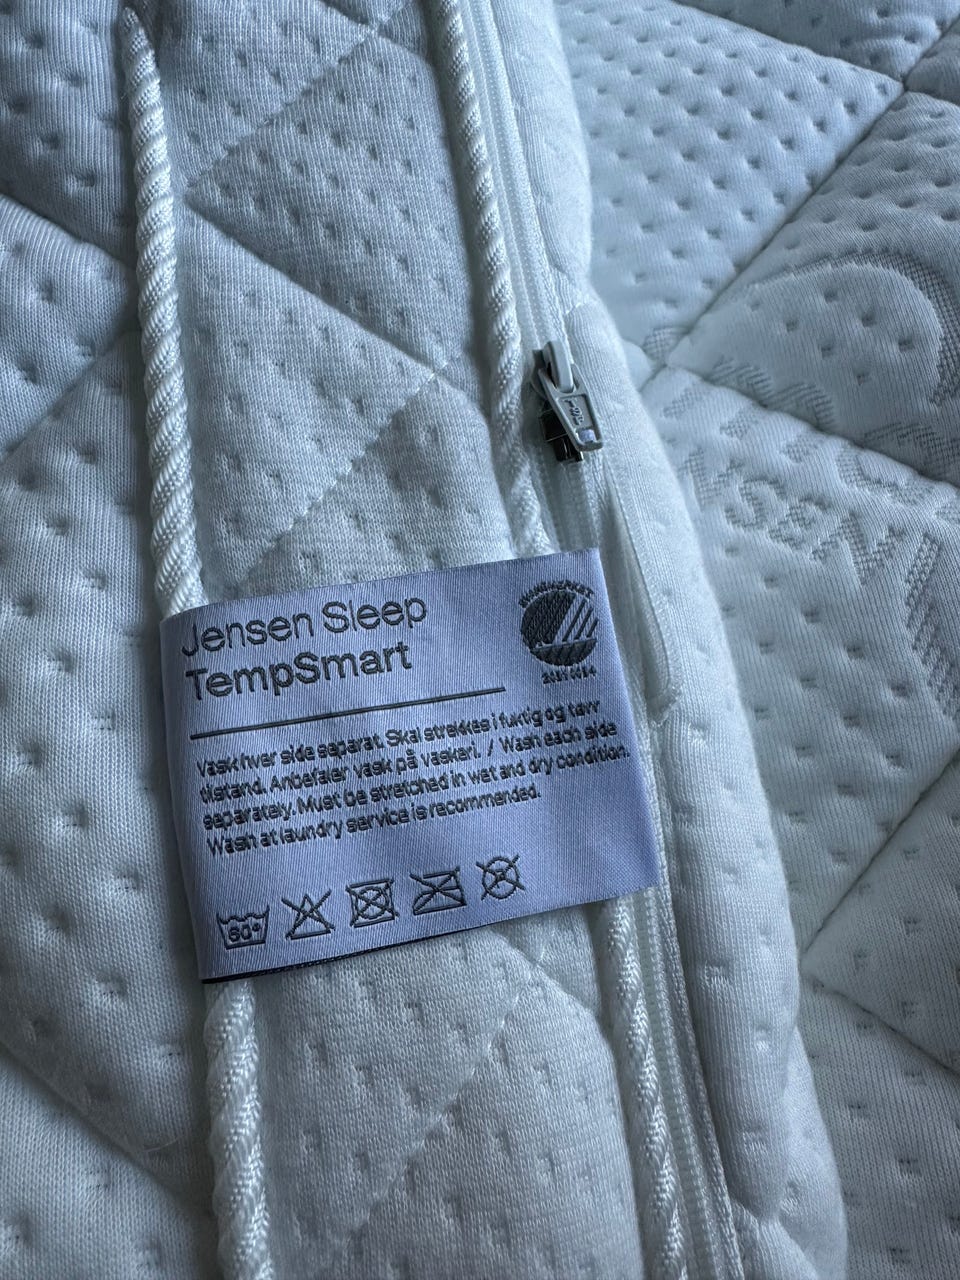 Jensen Sleep
TempSmart
Vask hver side separat. Skal strekkes i fuktig og tørr
tilstand. Anbefaler vask på vaskeri. / Wash each side
separately. Must be stretched in wet and dry condition.
Wash at laundry service is recommended.
60°